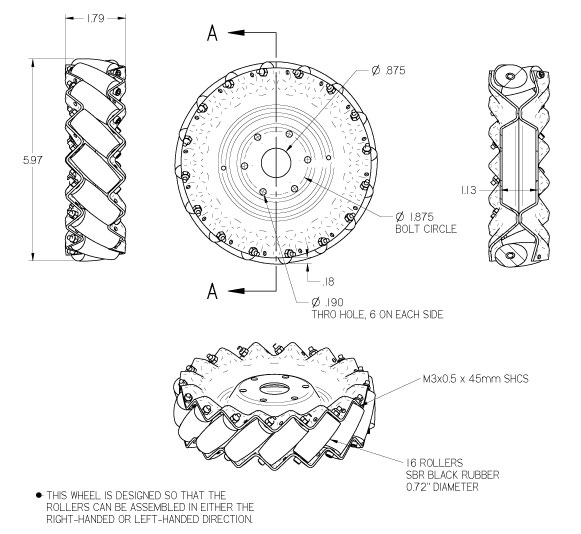 1.79
A
Ø .875
5.97
1.13
Ø 1.875
BOLT CIRCLE
.18
A
Ø .190
THRO HOLE, 6 ON EACH SIDE
M3x0.5 x 45mm SHCS
16 ROLLERS
SBR BLACK RUBBER
0.72" DIAMETER
● THIS WHEEL IS DESIGNED SO THAT THE
ROLLERS CAN BE ASSEMBLED IN EITHER THE
RIGHT-HANDED OR LEFT-HANDED DIRECTION.